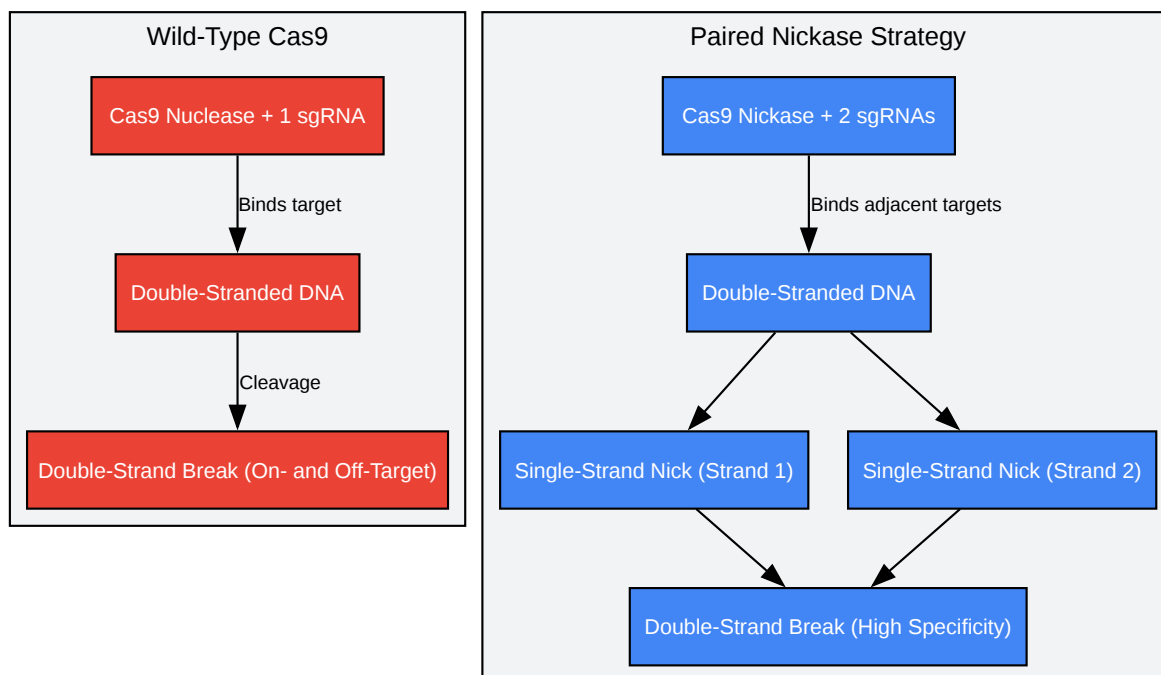 Wild-Type Cas9
Cas9 Nuclease + 1 sgRNA
Binds target
Double-Stranded DNA
Cleavage
Double-Strand Break (On- and Off-Target)
Paired Nickase Strategy
Cas9 Nickase + 2 sgRNAs
Binds adjacent targets
Double-Stranded DNA
Single-Strand Nick (Strand 1)
Single-Strand Nick (Strand 2)
Double-Strand Break (High Specificity)